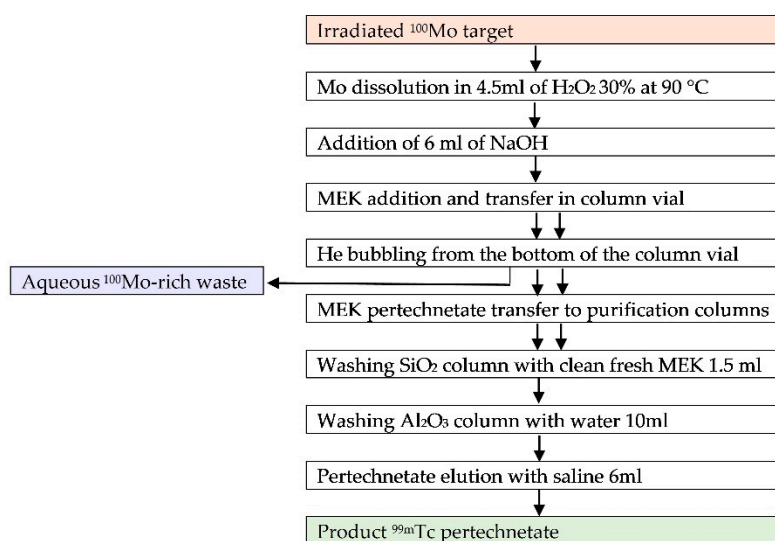 Irradiated ¹⁰⁰Mo target
Mo dissolution in 4.5ml of H₂O₂ 30% at 90 °C
Addition of 6 ml of NaOH
MEK addition and transfer in column vial
He bubbling from the bottom of the column vial
Aqueous ¹⁰⁰Mo-rich waste
MEK pertechnetate transfer to purification columns
Washing SiO₂ column with clean fresh MEK 1.5 ml
Washing Al₂O₃ column with water 10ml
Pertechnetate elution with saline 6ml
Product ⁹⁹ᵐTc pertechnetate